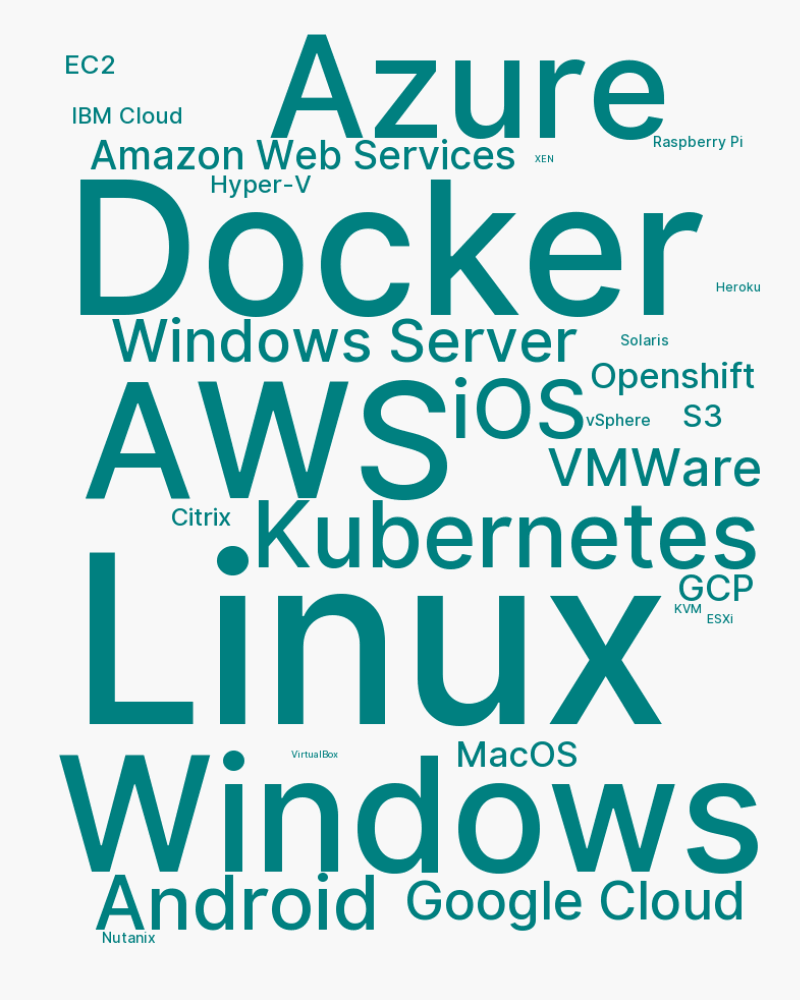 Azure
EC2
IBM Cloud
Raspberry Pi
Amazon Web Services
XEN
Hyper-V
Docker
Heroku
Windows Server
Solaris
Openshift
AWS
iOS
vSphere
S3
VMWare
Citrix
Kubernetes
GCP
KVM
ESXi
Linux
VirtualBox
MacOS
Windows
Android
Google Cloud
Nutanix